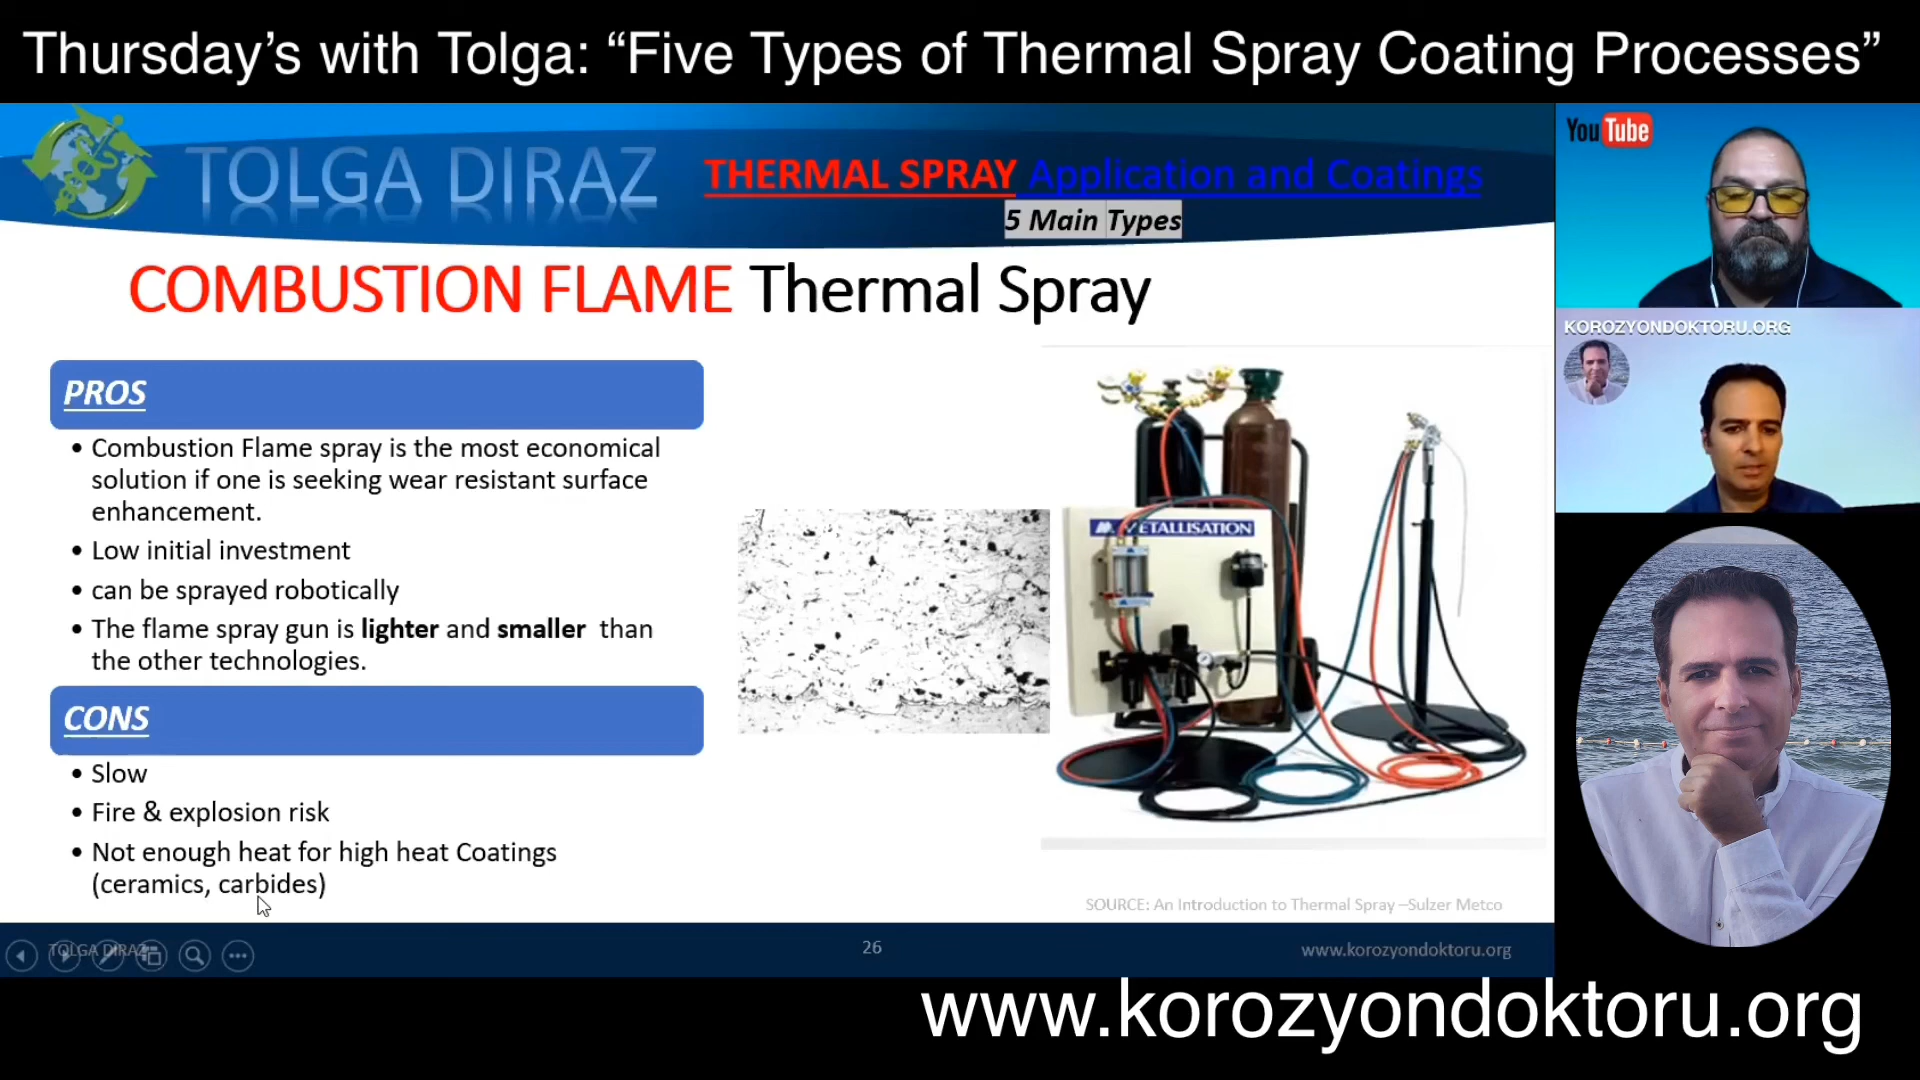 Thursday’s with Tolga: “Five Types of Thermal Spray Coating Processes”
TOLGA DIRAZ
THERMAL SPRAY Application and Coatings
5 Main Types
COMBUSTION FLAME Thermal Spray
PROS
• Combustion Flame spray is the most economical
solution if one is seeking wear resistant surface
enhancement.
• Low initial investment
• can be sprayed robotically
• The flame spray gun is lighter and smaller than
the other technologies.
CONS
• Slow
• Fire & explosion risk
• Not enough heat for high heat Coatings
(ceramics, carbides)
METALLISATION
SOURCE: An Introduction to Thermal Spray –Sulzer Metco
TOLGA DIRAZ
26
www.korozyondoktoru.org
YouTube
KOROZYONDOKTORU.ORG
www.korozyondoktoru.org